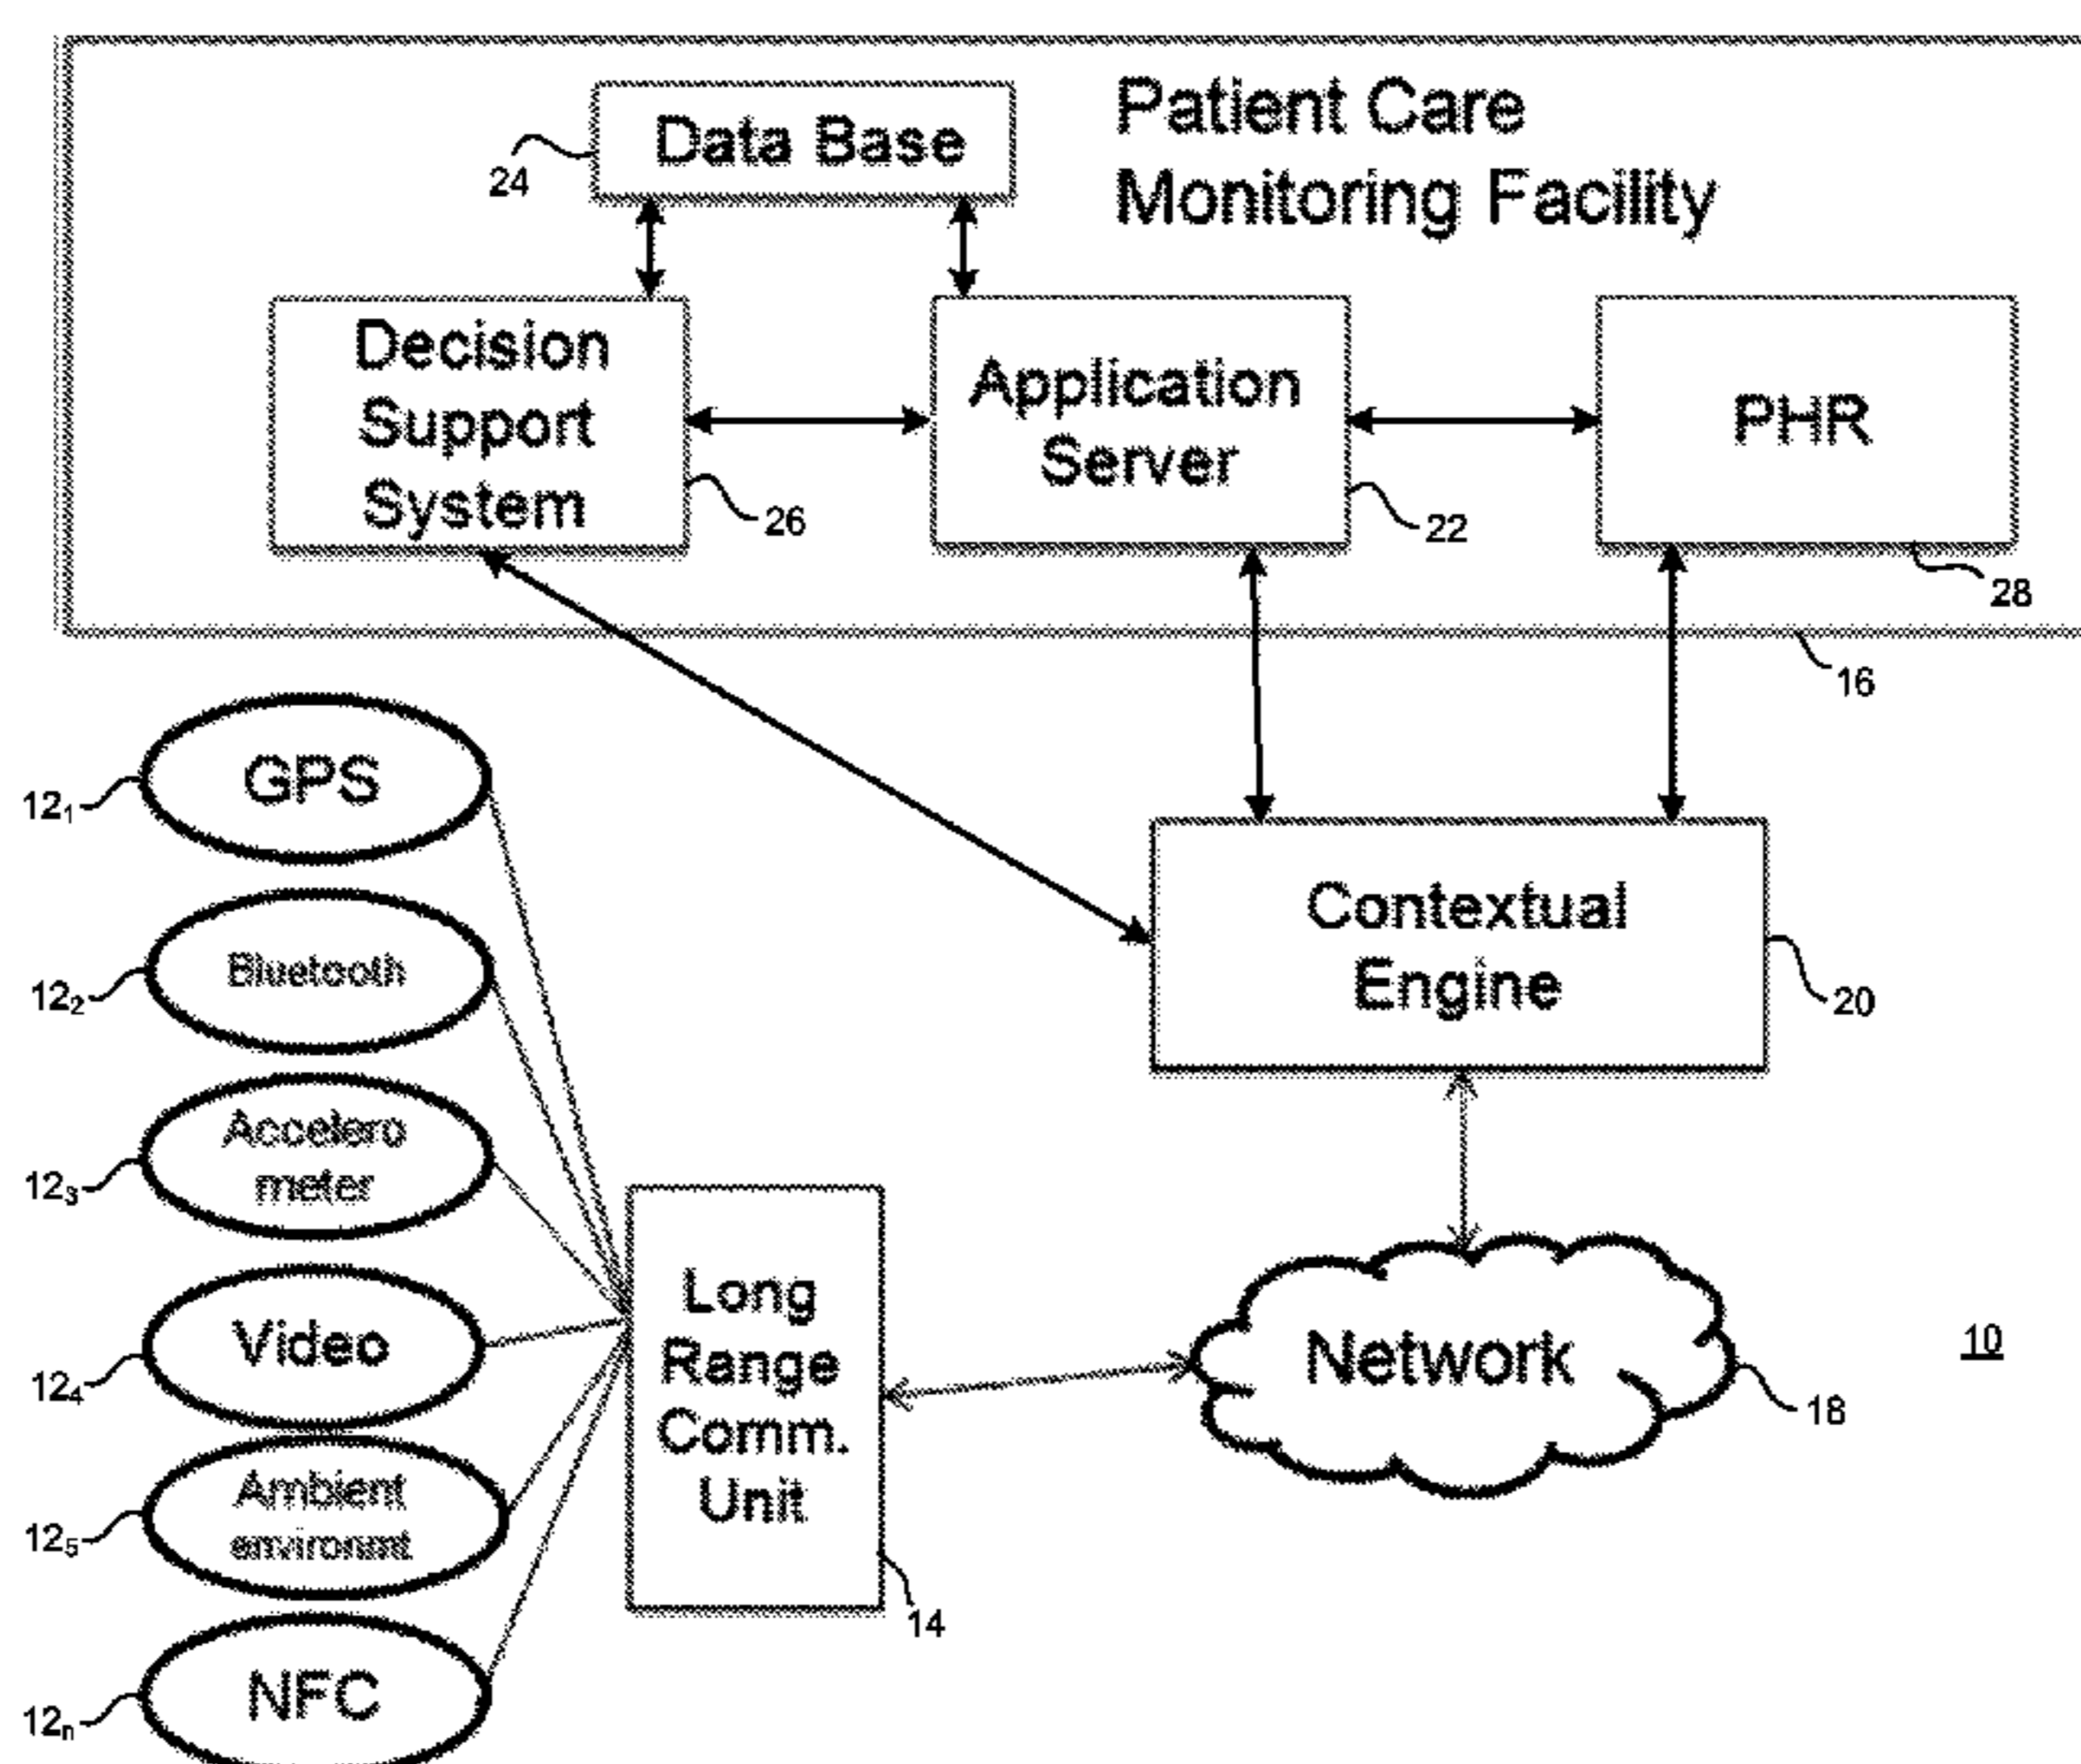 Patient Care
Monitoring Facility
Data Base
24
Decision
Support
System
26
Application
Server
22
PHR
28
16
GPS
12₁
Bluetooth
12₂
Accelero
meter
12₃
Video
12₄
Ambient
environmt
12₅
NFC
12ₙ
Long
Range
Comm.
Unit
14
Contextual
Engine
20
Network
18
10